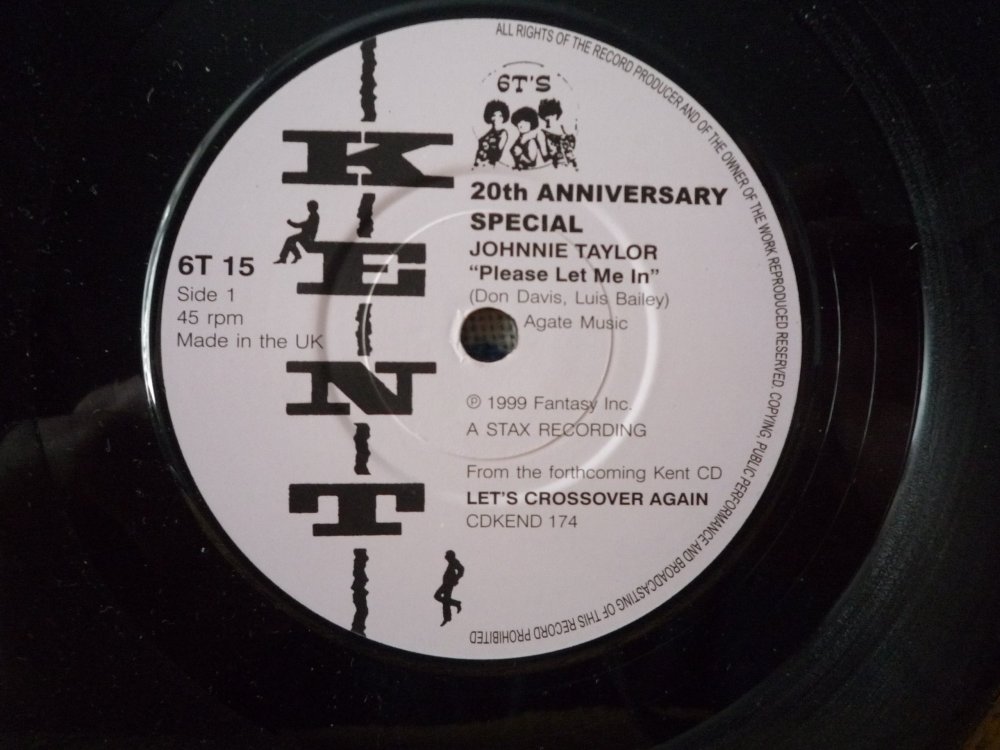 ALL RIGHTS OF THE RECORD PRODUCER AND OF THE OWNER OF THE WORK REPRODUCED RESERVED. COPYING, PUBLIC PERFORMANCE AND BROADCASTING OF THIS RECORD PROHIBITED
6T'S
KENT
20th ANNIVERSARY
SPECIAL
JOHNNIE TAYLOR
“Please Let Me In”
(Don Davis, Luis Bailey)
Agate Music
6T 15
Side 1
45 rpm
Made in the UK
℗ 1999 Fantasy Inc.
A STAX RECORDING
From the forthcoming Kent CD
LET'S CROSSOVER AGAIN
CDKEND 174